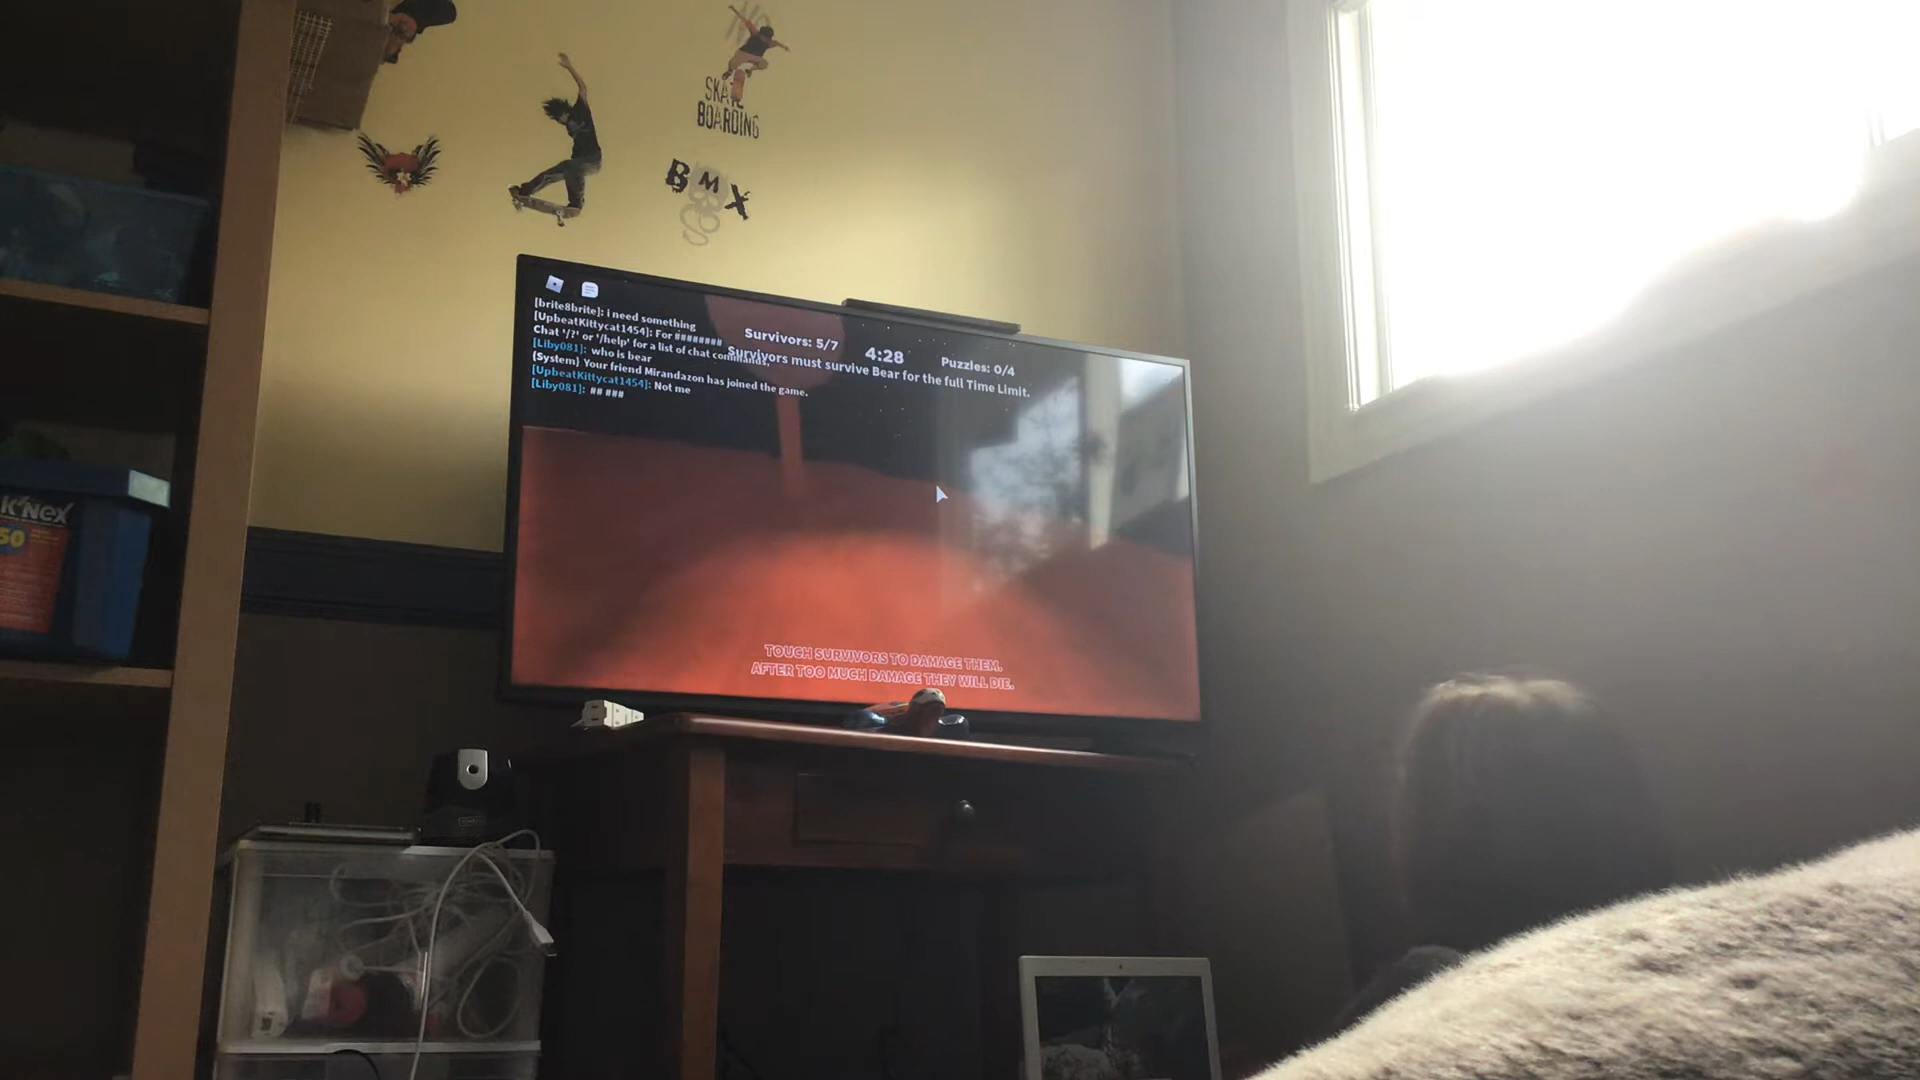 SKATE
BOARDING
BMX
[brite8brite]: i need something
[UpbeatKittycat1454]: For ########
Chat '/?' or '/help' for a list of chat commands.
[Liby081]: who is bear
{System} Your friend Mirandazon has joined the game.
[UpbeatKittycat1454]: Not me
[Liby081]: ## ###
Survivors: 5/7
4:28
Puzzles: 0/4
Survivors must survive Bear for the full Time Limit.
TOUCH SURVIVORS TO DAMAGE THEM.
AFTER TOO MUCH DAMAGE THEY WILL DIE.
K'NEX
50